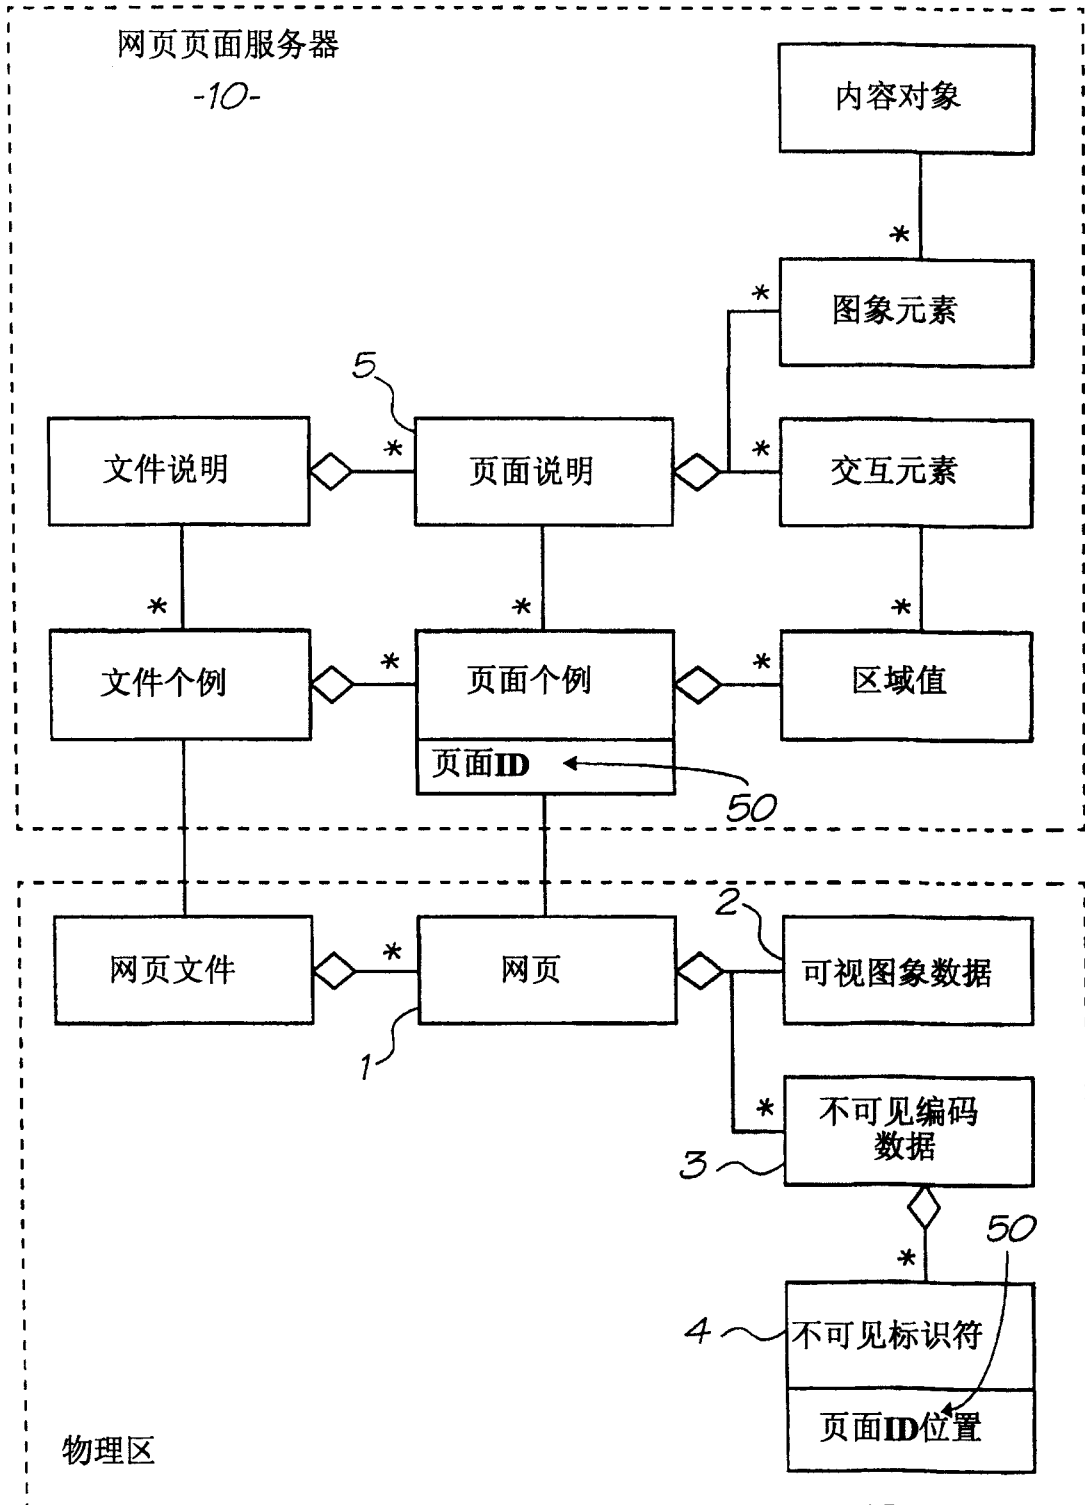 网页页面服务器
-10-
内容对象
*
*
图象元素
5
文件说明
*
页面说明
*
交互元素
*
*
*
文件个例
*
页面个例
*
区域值
页面ID
50
网页文件
*
网页
2
可视图象数据
1
*
不可见编码
数据
3
50
*
4
不可见标识符
页面ID位置
物理区